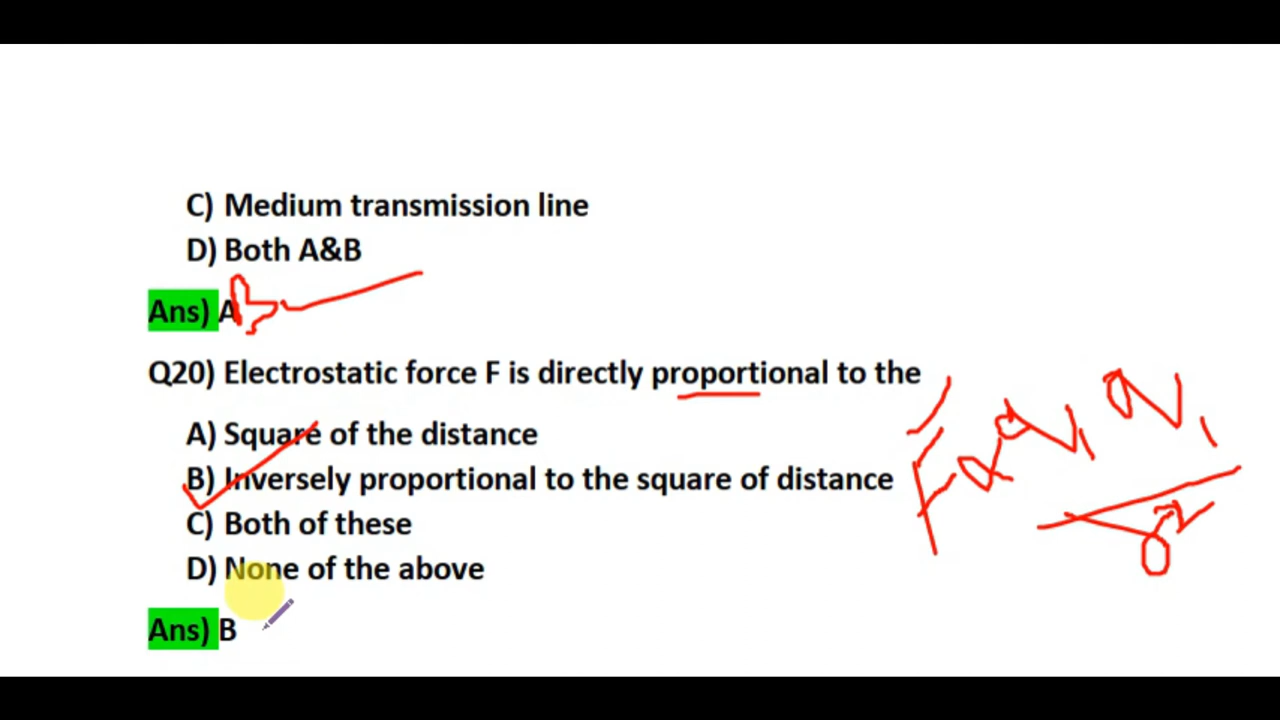 C) Medium transmission line
D) Both A&B
Ans) A
B
Q20) Electrostatic force F is directly proportional to the
A) Square of the distance
B) Inversely proportional to the square of distance
C) Both of these
D) None of the above
Ans) B